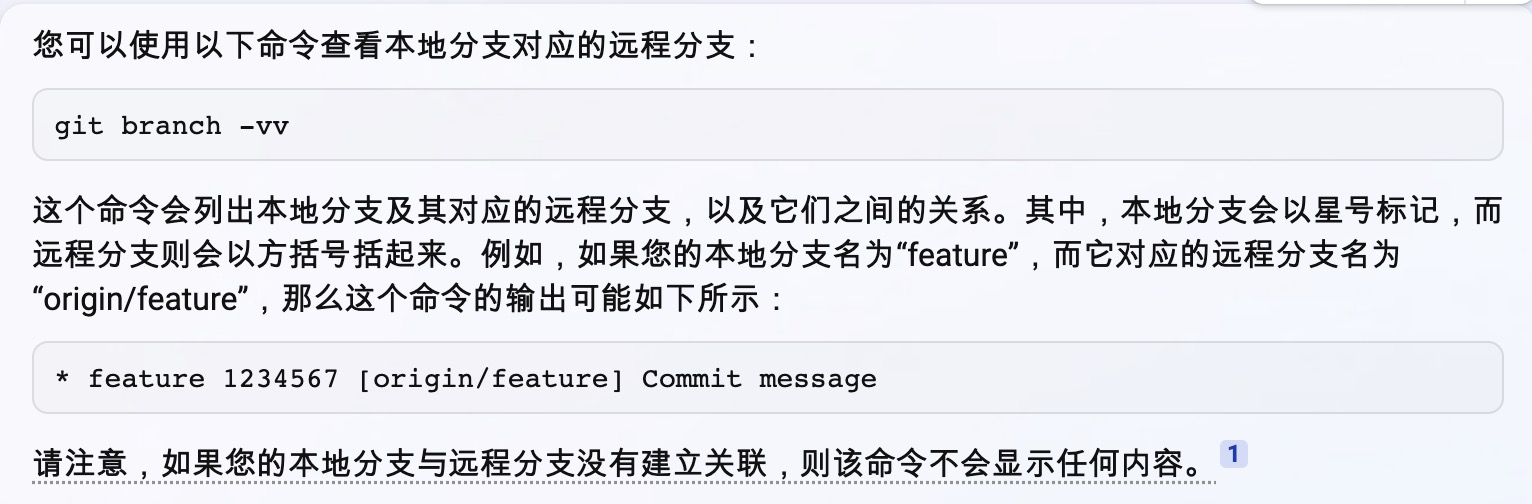 您可以使用以下命令查看本地分支对应的远程分支：
git branch -vv
这个命令会列出本地分支及其对应的远程分支，以及它们之间的关系。其中，本地分支会以星号标记，而
远程分支则会以方括号括起来。例如，如果您的本地分支名为“feature”，而它对应的远程分支名为
“origin/feature”，那么这个命令的输出可能如下所示：
* feature 1234567 [origin/feature] Commit message
请注意，如果您的本地分支与远程分支没有建立关联，则该命令不会显示任何内容。1